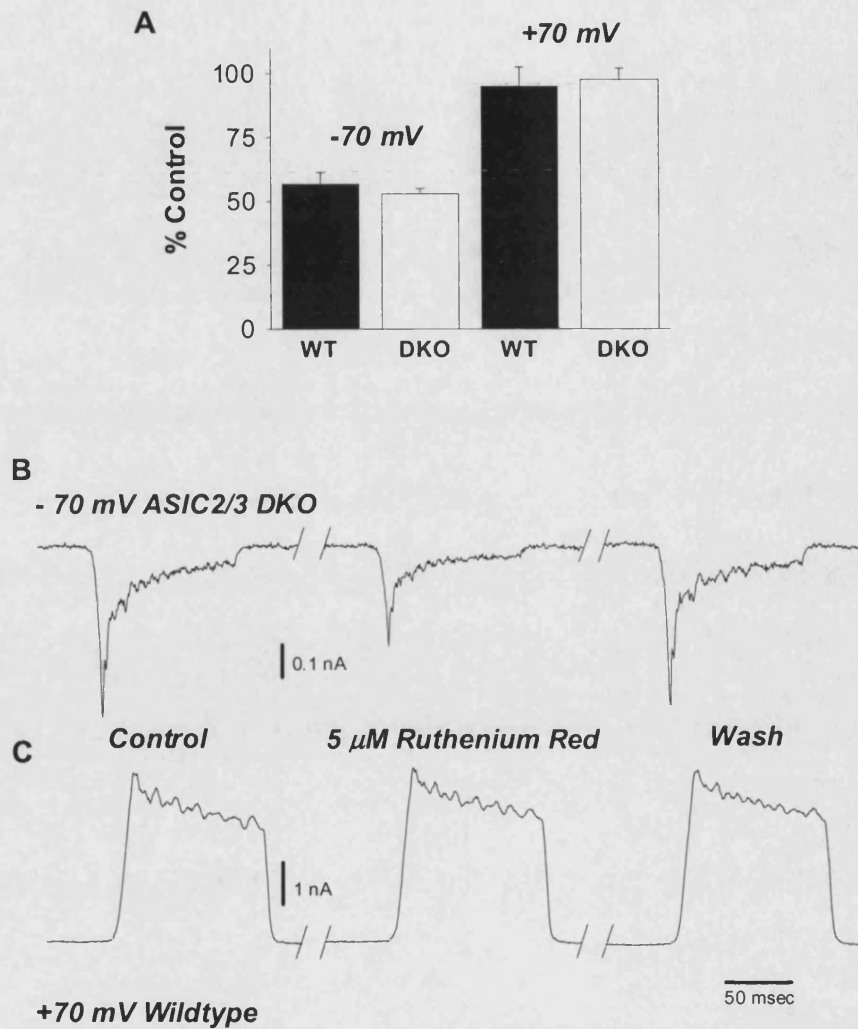 A
+70 mV
100
-70 mV
75
% Control
50
25
0
WT DKO WT DKO
B
- 70 mV ASIC2/3 DKO
0.1 nA
Control 5 µM Ruthenium Red Wash
C
1 nA
50 msec
+70 mV Wildtype